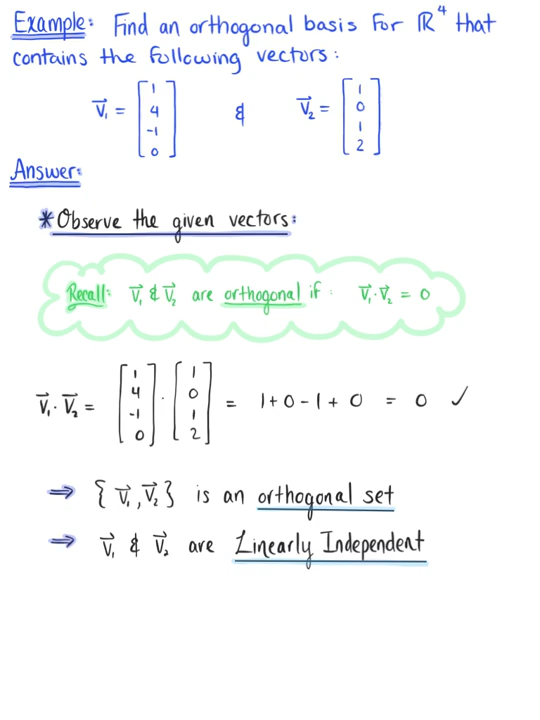 Example: Find an orthogonal basis for ℝ⁴ that
contains the following vectors:
v⃗₁ = [1 4 -1 0] & v⃗₂ = [1 0 1 2]
Answer:
*Observe the given vectors:
Recall: v⃗₁ & v⃗₂ are orthogonal if: v⃗₁·v⃗₂ = 0
v⃗₁·v⃗₂ = [1 4 -1 0]·[1 0 1 2] = 1+0-1+0 = 0 ✓
⇒ {v⃗₁,v⃗₂} is an orthogonal set
⇒ v⃗₁ & v⃗₂ are Linearly Independent